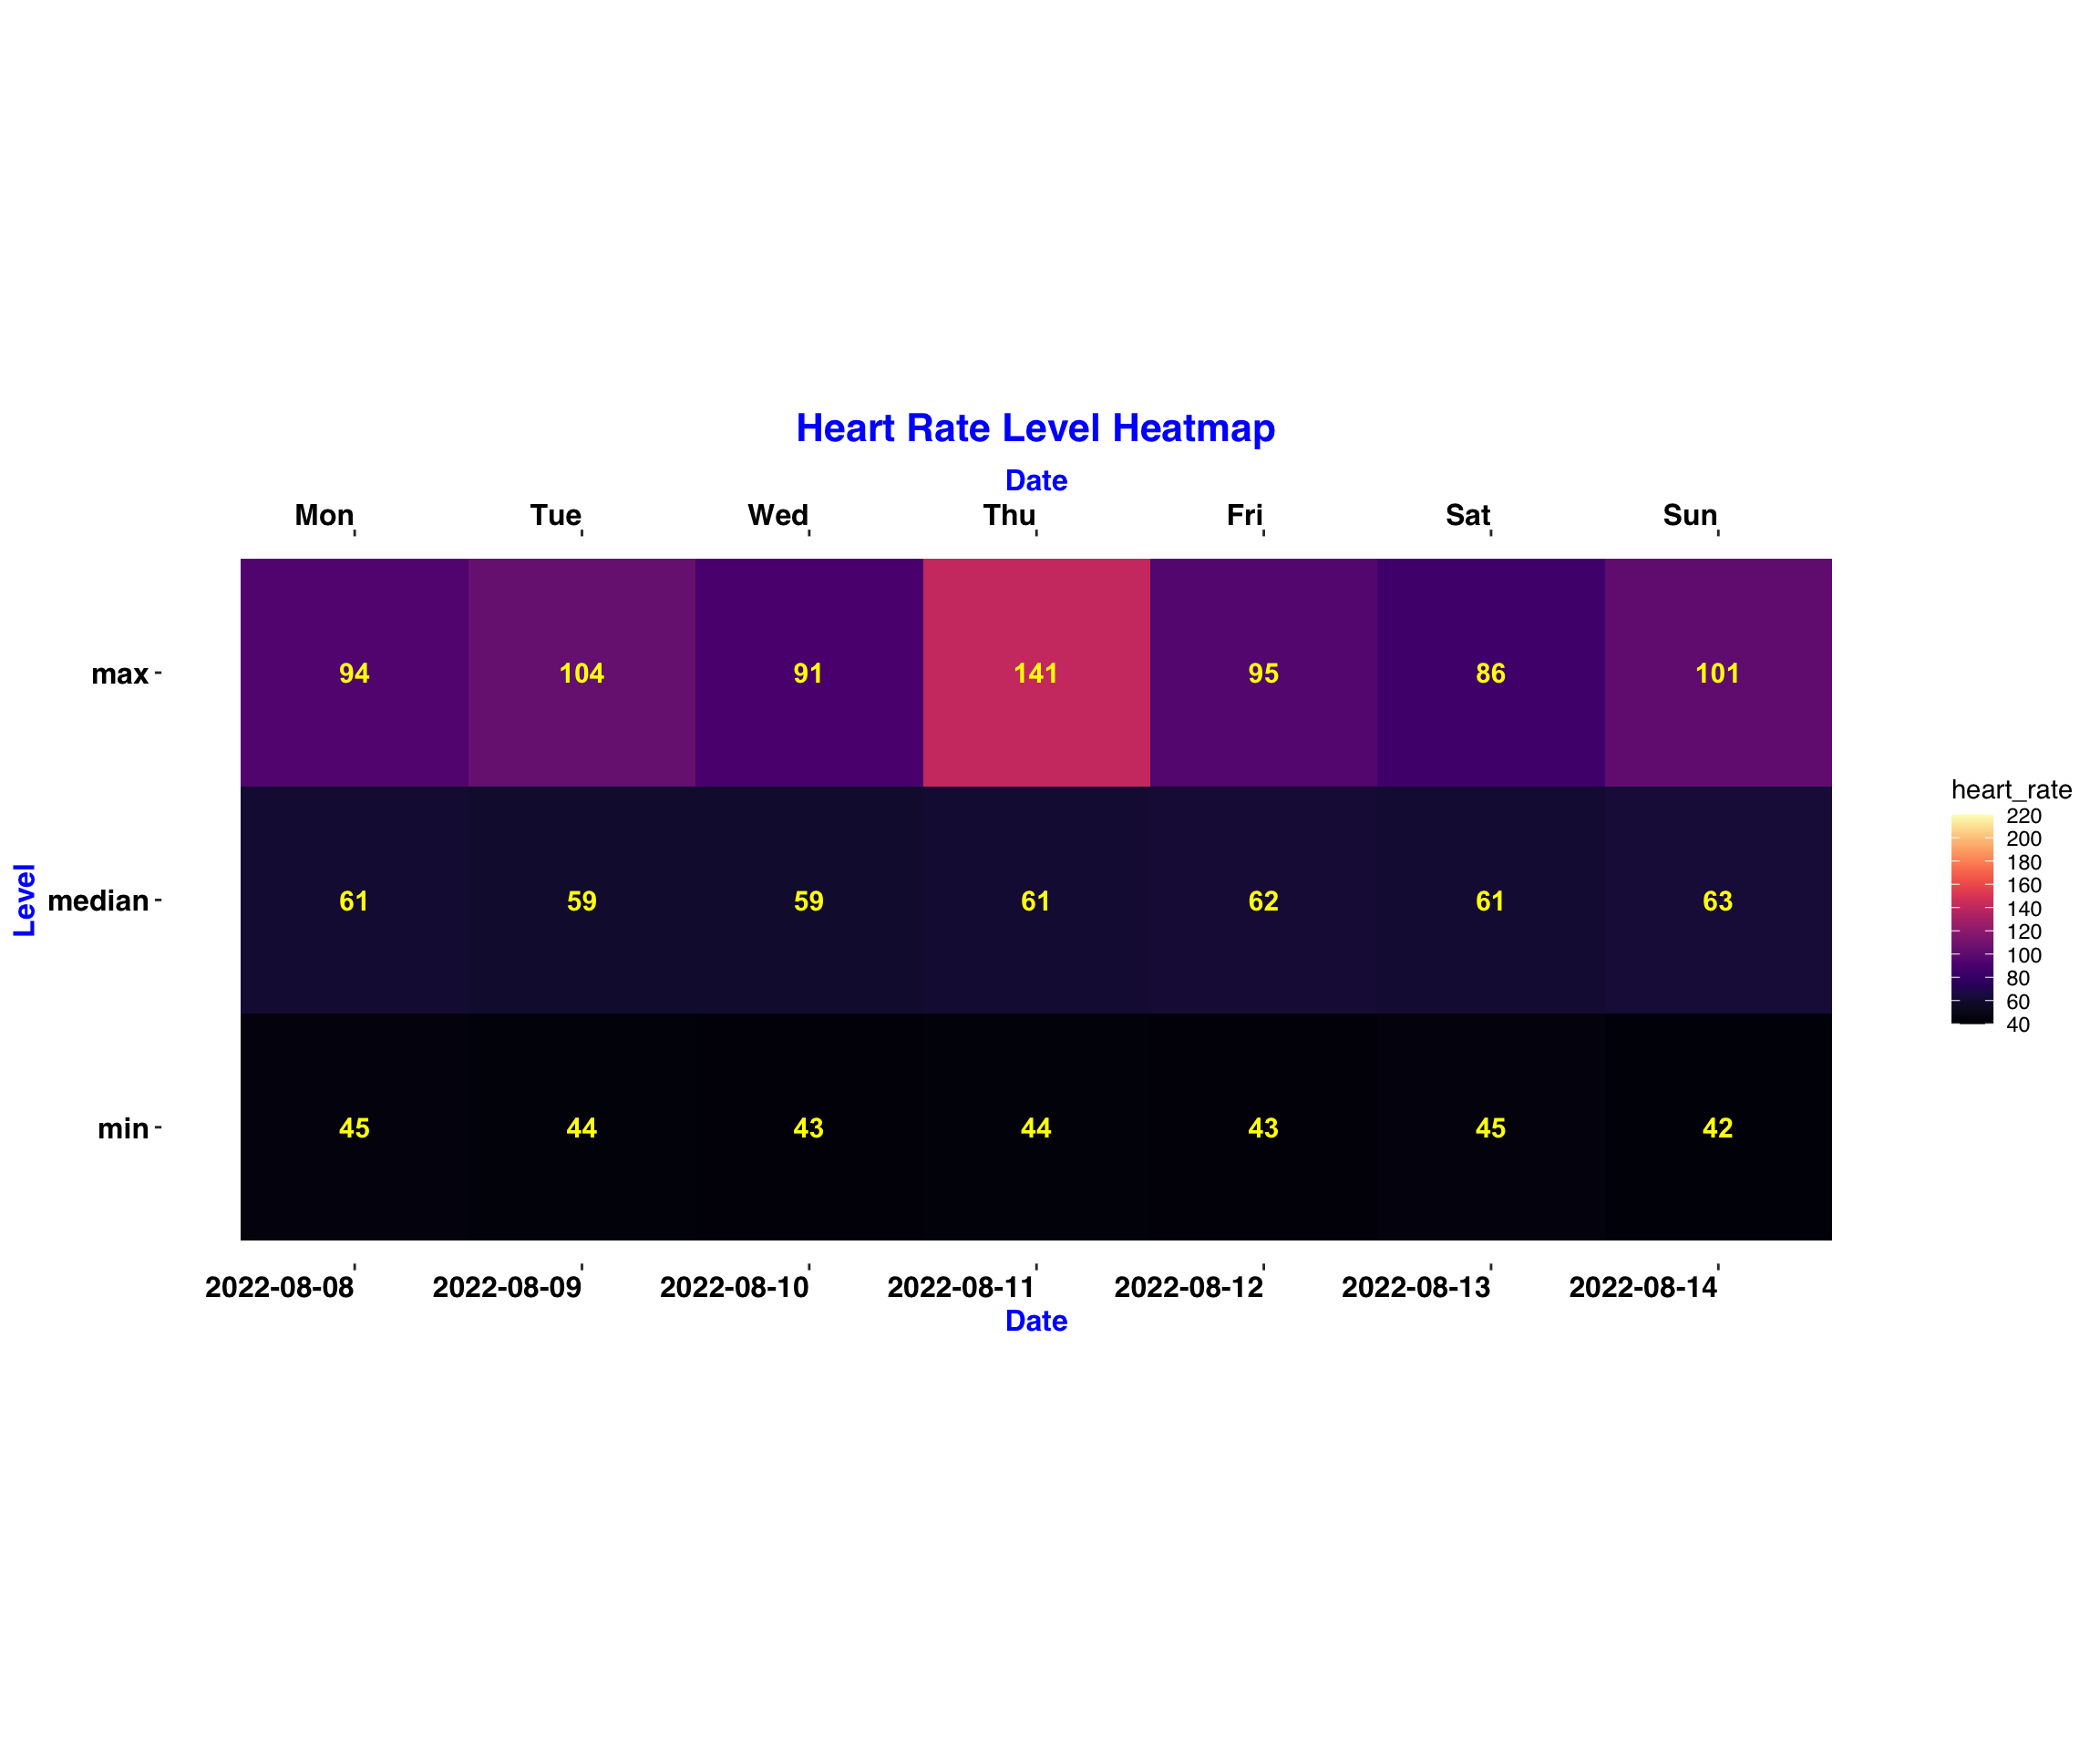 Heart Rate Level Heatmap
Date
Mon Tue Wed Thu Fri Sat Sun
max 94 104 91 141 95 86 101
Level
median 61 59 59 61 62 61 63
min 45 44 43 44 43 45 42
2022-08-08 2022-08-09 2022-08-10 2022-08-11 2022-08-12 2022-08-13 2022-08-14
Date
heart_rate
220
200
180
160
140
120
100
80
60
40